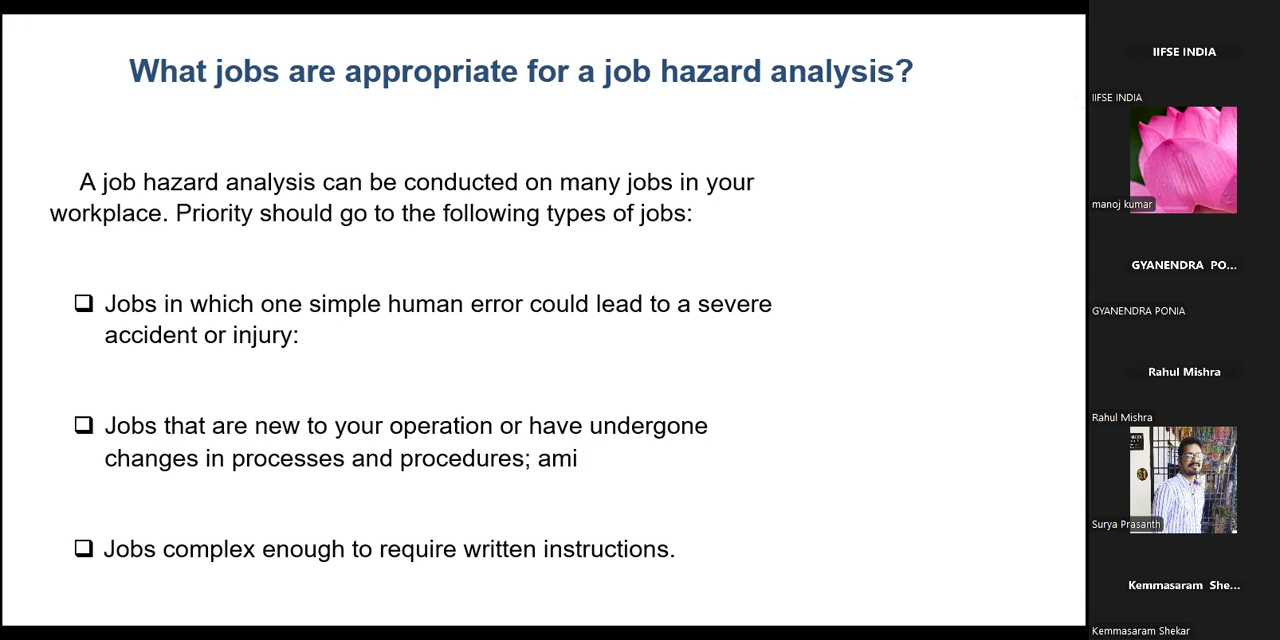 What jobs are appropriate for a job hazard analysis?
A job hazard analysis can be conducted on many jobs in your
workplace. Priority should go to the following types of jobs:
❑ Jobs in which one simple human error could lead to a severe
accident or injury:
❑ Jobs that are new to your operation or have undergone
changes in processes and procedures; ami
❑ Jobs complex enough to require written instructions.
IIFSE INDIA
IIFSE INDIA
manoj kumar
GYANENDRA PO...
GYANENDRA PONIA
Rahul Mishra
Rahul Mishra
Surya Prasanth
Kemmasaram She...
Kemmasaram Shekar